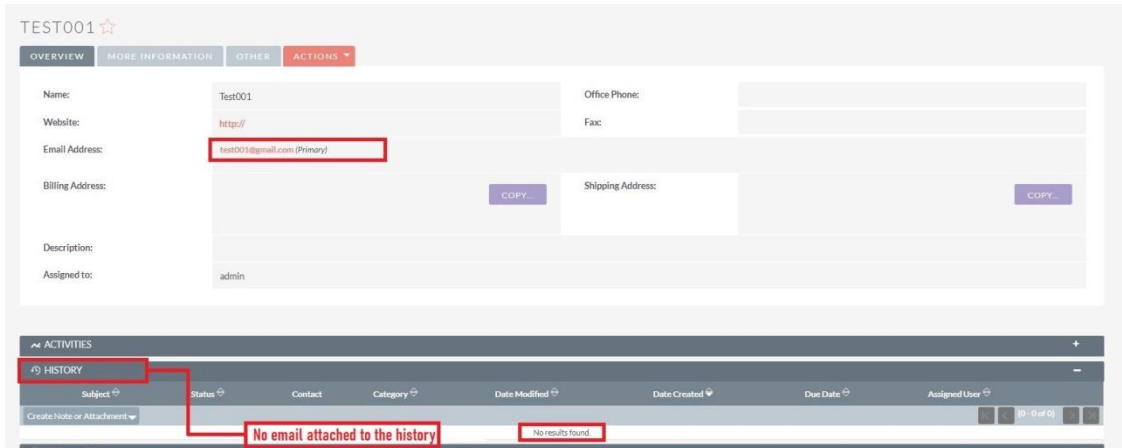 TEST001
OVERVIEW MORE INFORMATION OTHER ACTIONS
Name: Test001 Office Phone:
Website: http:// Fax:
Email Address: test001@gmail.com (Primary)
Billing Address: COPY... Shipping Address: COPY...
Description:
Assigned to: admin
ACTIVITIES
HISTORY
Subject Status Contact Category Date Modified Date Created Due Date Assigned User
Create Note or Attachment (0 - 0 of 0)
No email attached to the history No results found.